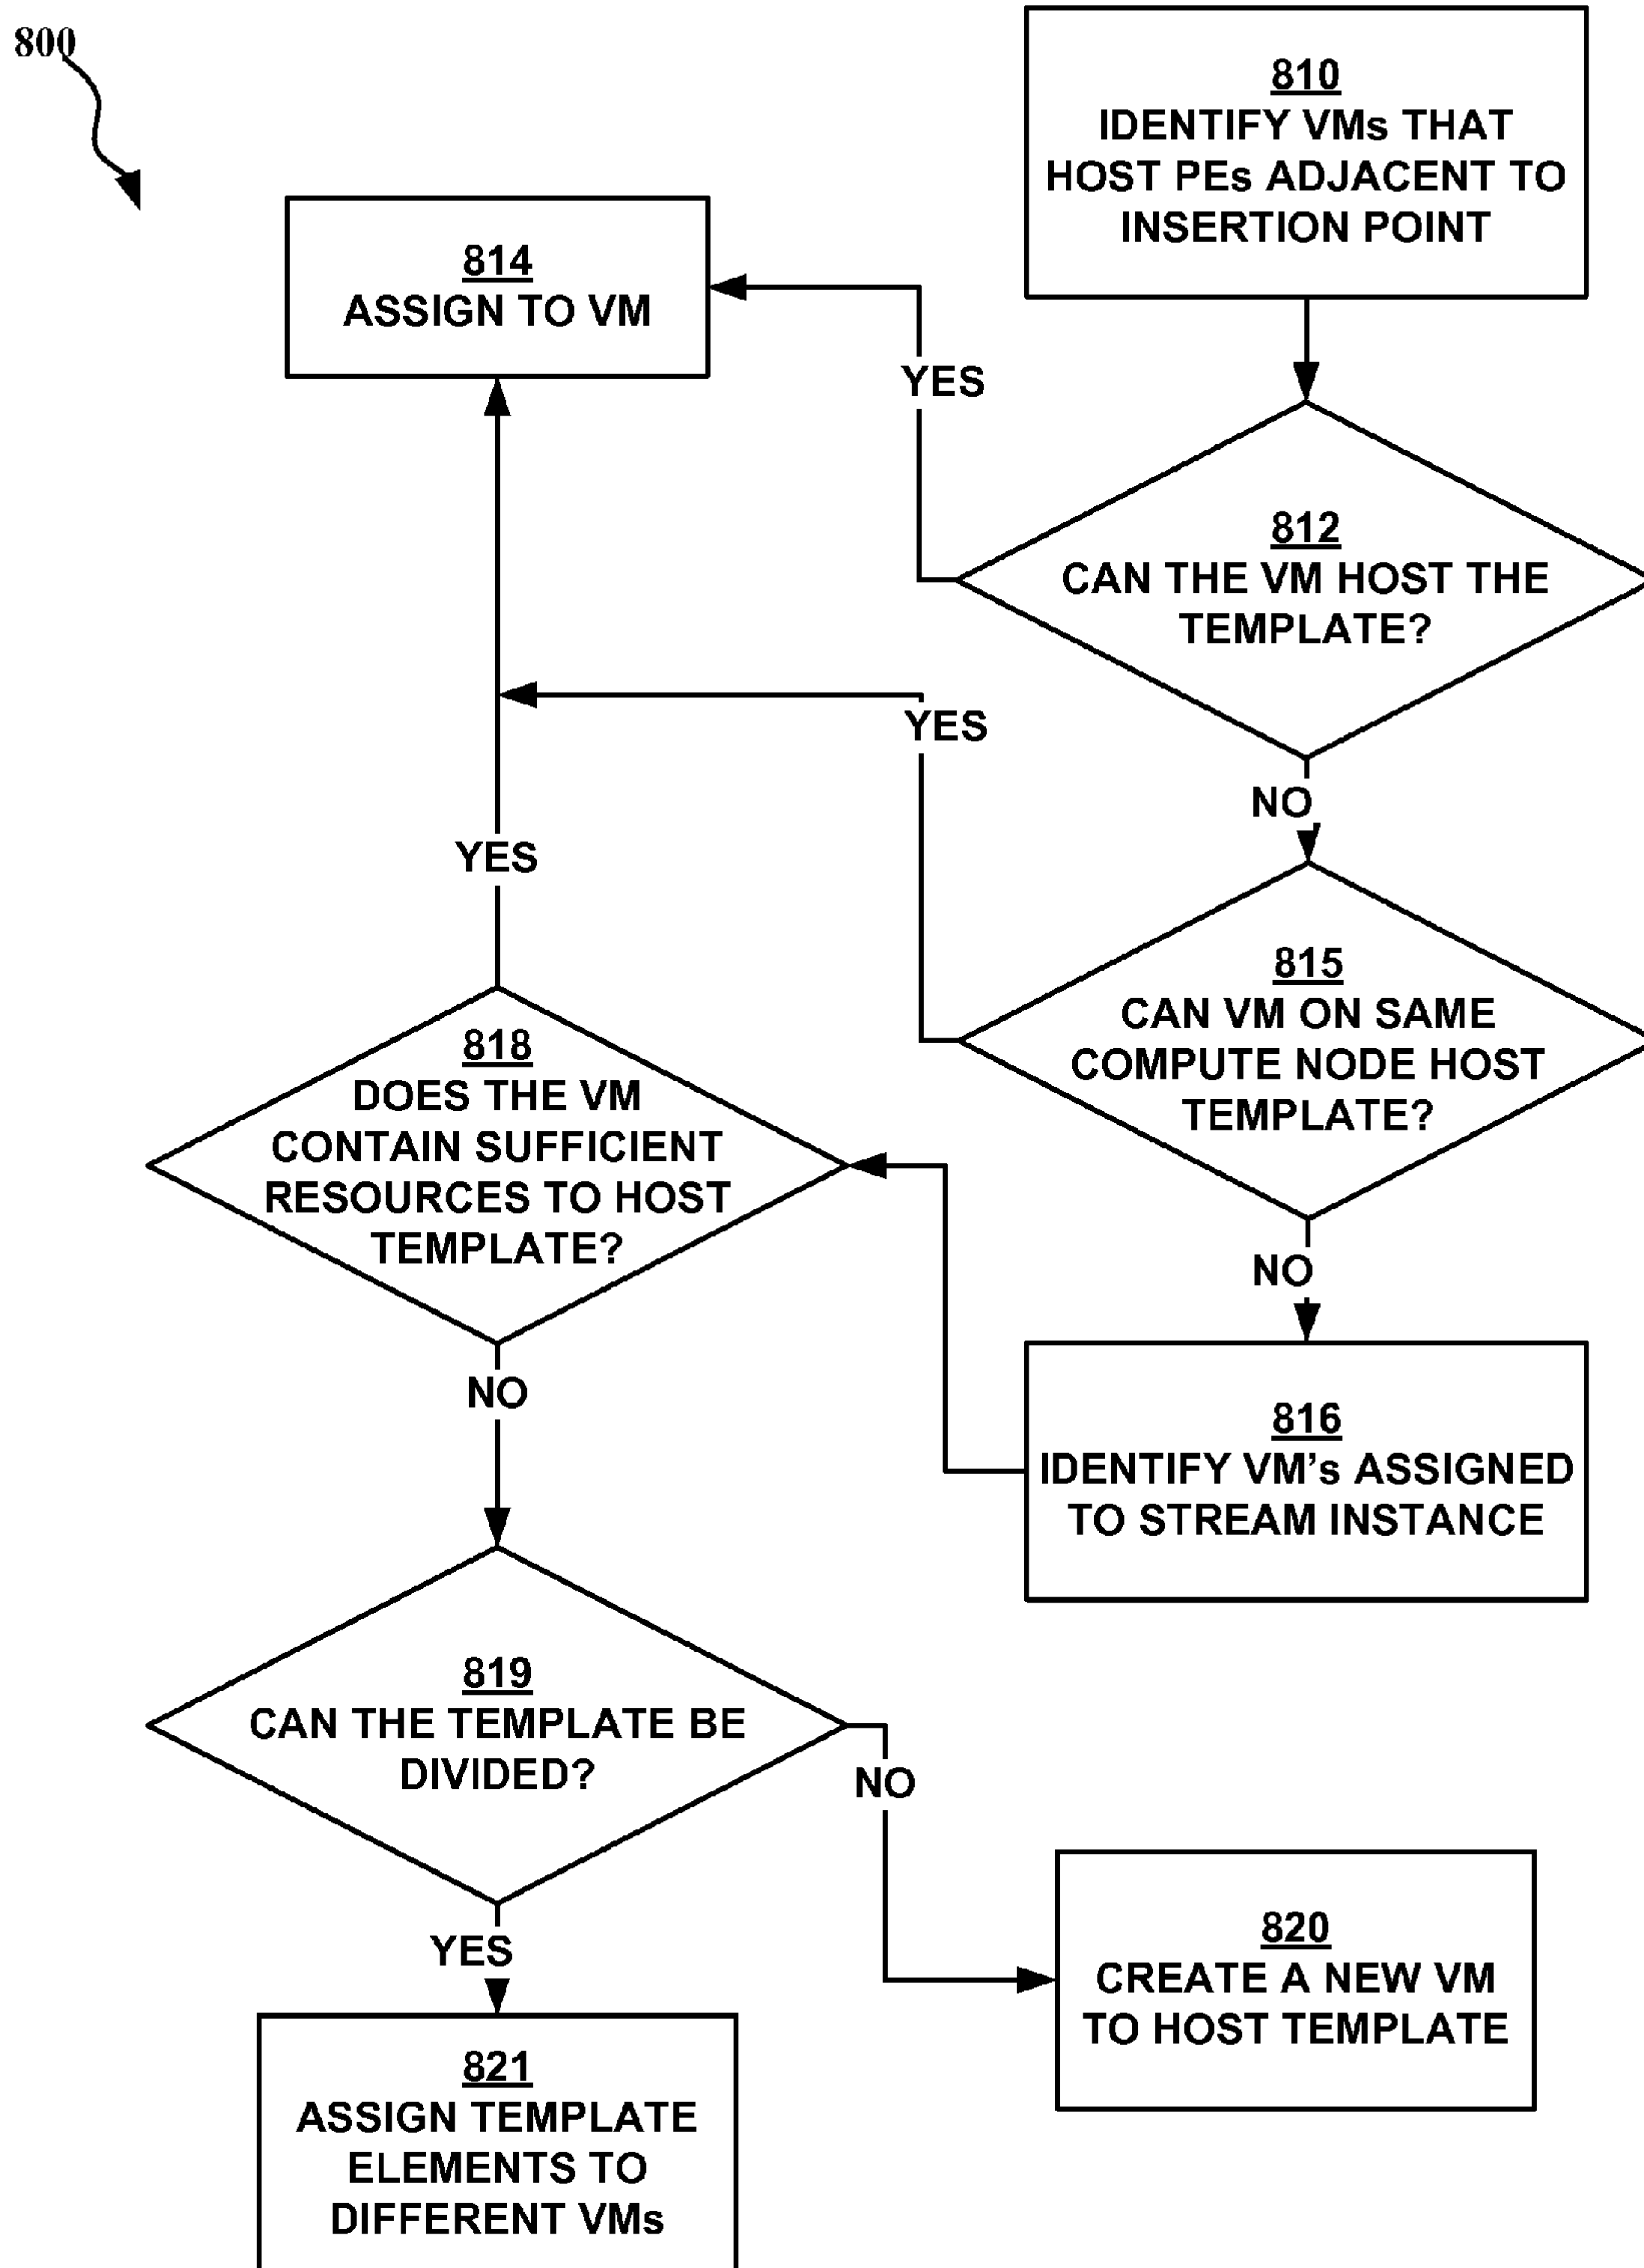 800
810
IDENTIFY VMs THAT
HOST PEs ADJACENT TO
INSERTION POINT
814
ASSIGN TO VM
YES
812
CAN THE VM HOST THE
TEMPLATE?
YES
NO
YES
815
CAN VM ON SAME
COMPUTE NODE HOST
TEMPLATE?
818
DOES THE VM
CONTAIN SUFFICIENT
RESOURCES TO HOST
TEMPLATE?
NO
NO
816
IDENTIFY VM's ASSIGNED
TO STREAM INSTANCE
819
CAN THE TEMPLATE BE
DIVIDED?
NO
YES
820
CREATE A NEW VM
TO HOST TEMPLATE
821
ASSIGN TEMPLATE
ELEMENTS TO
DIFFERENT VMs